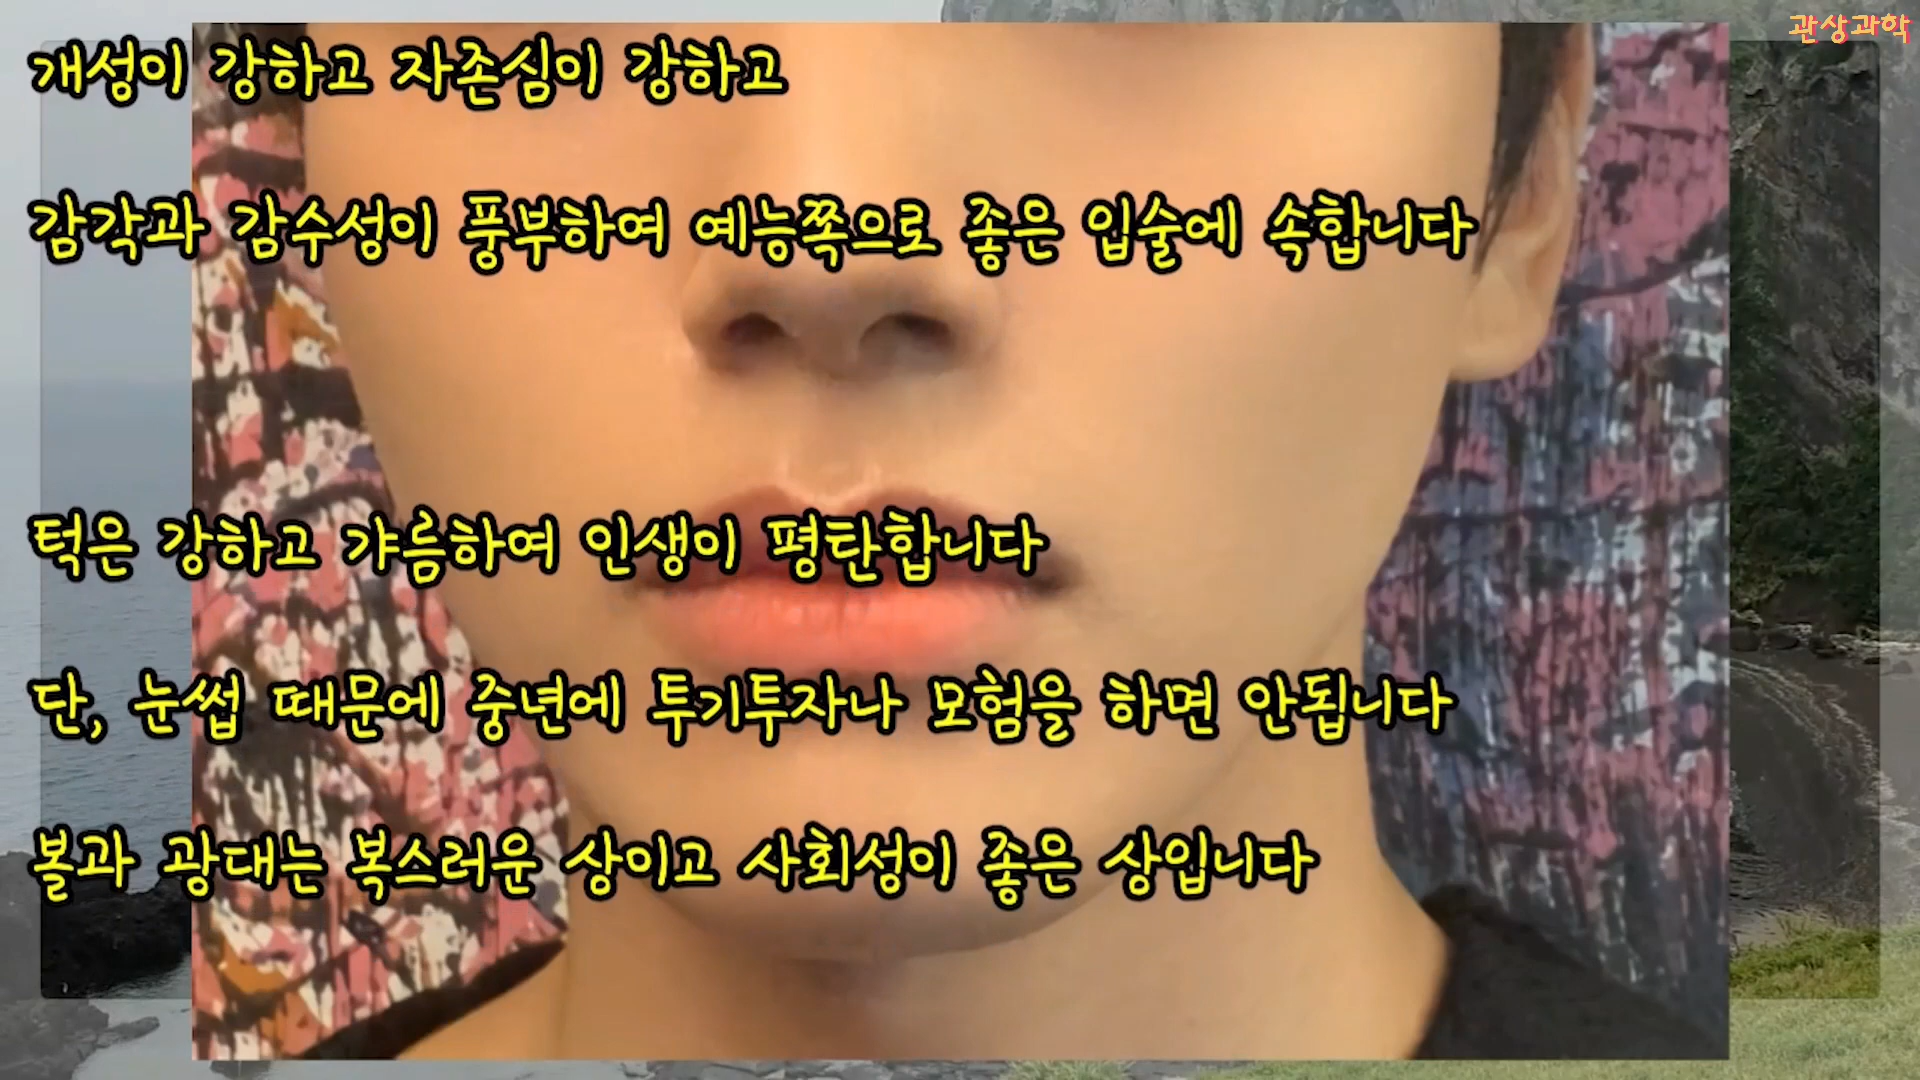 관상과학
개성이 강하고 자존심이 강하고
감각과 감수성이 풍부하여 예능쪽으로 좋은 입술에 속합니다
턱은 강하고 갸름하여 인생이 평탄합니다
단, 눈썹 때문에 중년에 투기투자나 모험을 하면 안됩니다
볼과 광대는 복스러운 상이고 사회성이 좋은 상입니다